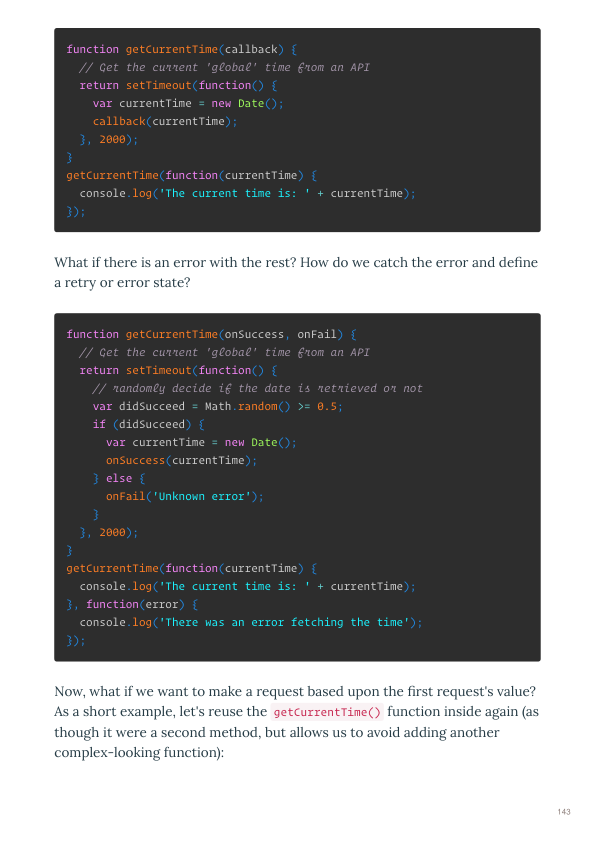 function getCurrentTime(callback) {
  // Get the current 'global' time from an API
  return setTimeout(function() {
    var currentTime = new Date();
    callback(currentTime);
  }, 2000);
}
getCurrentTime(function(currentTime) {
  console.log('The current time is: ' + currentTime);
});
What if there is an error with the rest? How do we catch the error and define
a retry or error state?
function getCurrentTime(onSuccess, onFail) {
  // Get the current 'global' time from an API
  return setTimeout(function() {
    // randomly decide if the date is retrieved or not
    var didSucceed = Math.random() >= 0.5;
    if (didSucceed) {
      var currentTime = new Date();
      onSuccess(currentTime);
    } else {
      onFail('Unknown error');
    }
  }, 2000);
}
getCurrentTime(function(currentTime) {
  console.log('The current time is: ' + currentTime);
}, function(error) {
  console.log('There was an error fetching the time');
});
Now, what if we want to make a request based upon the first request's value?
As a short example, let's reuse the getCurrentTime() function inside again (as
though it were a second method, but allows us to avoid adding another
complex-looking function):
143